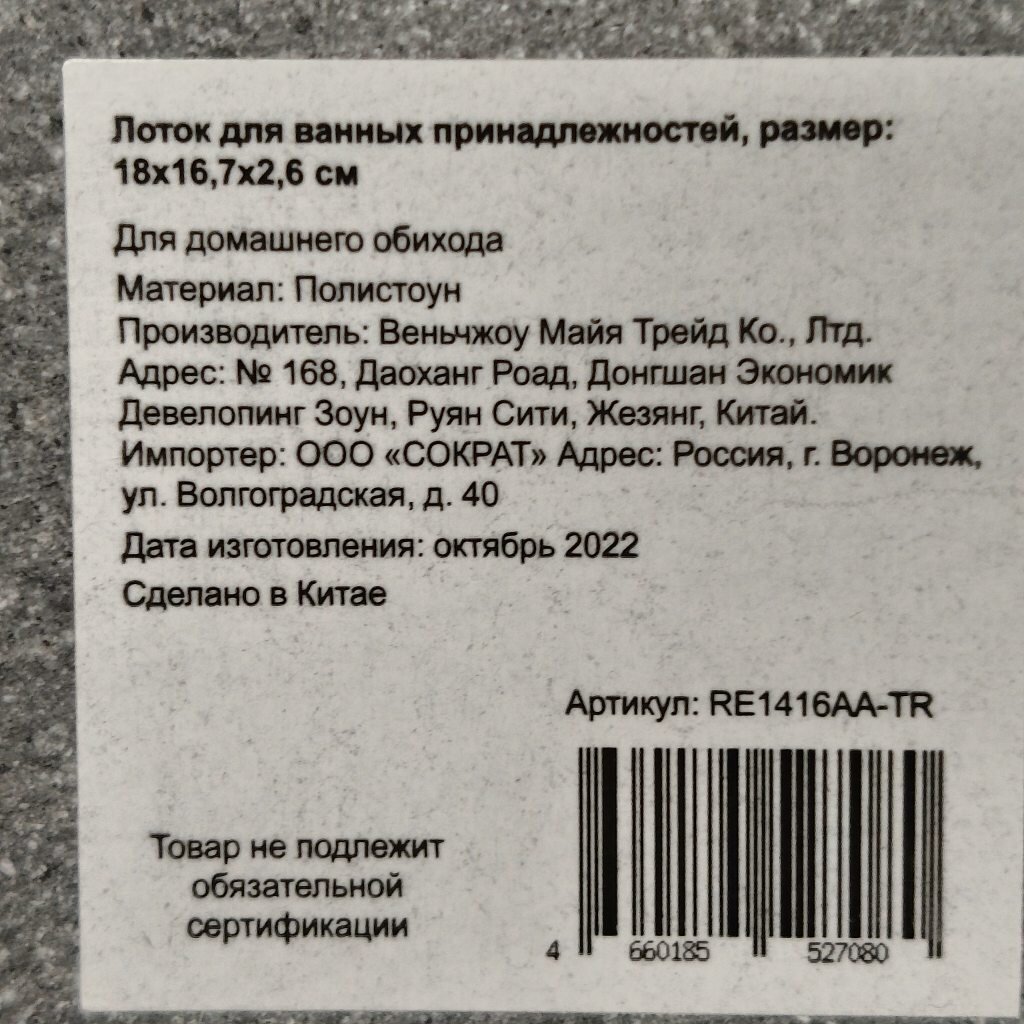 Лоток для ванных принадлежностей, размер:
18х16,7х2,6 см
Для домашнего обихода
Материал: Полистоун
Производитель: Веньчжоу Майя Трейд Ко., Лтд.
Адрес: № 168, Даоханг Роад, Донгшан Экономик
Девелопинг Зоун, Руян Сити, Жезянг, Китай.
Импортер: ООО «СОКРАТ» Адрес: Россия, г. Воронеж,
ул. Волгоградская, д. 40
Дата изготовления: октябрь 2022
Сделано в Китае
Артикул: RE1416AA-TR
Товар не подлежит
обязательной
сертификации
4 660185 527080